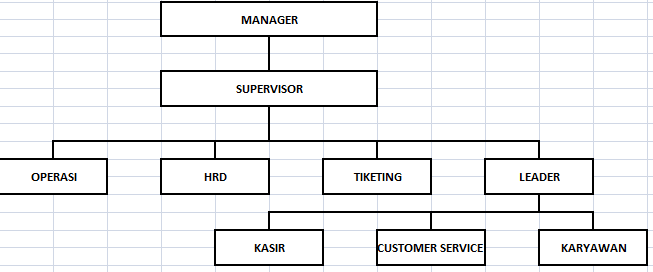 MANAGER
SUPERVISOR
OPERASI
HRD
TIKETING
LEADER
KASIR
CUSTOMER SERVICE
KARYAWAN